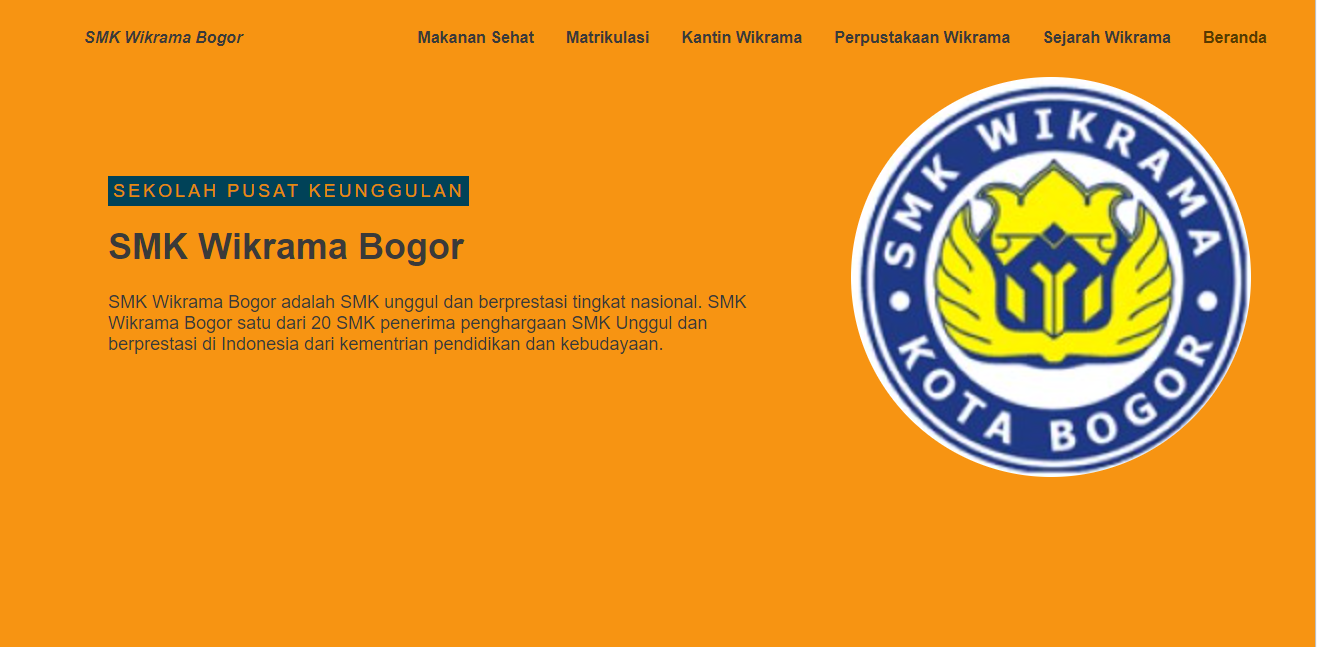 SMK Wikrama Bogor
Makanan Sehat Matrikulasi Kantin Wikrama Perpustakaan Wikrama Sejarah Wikrama Beranda
SEKOLAH PUSAT KEUNGGULAN
SMK Wikrama Bogor
SMK Wikrama Bogor adalah SMK unggul dan berprestasi tingkat nasional. SMK
Wikrama Bogor satu dari 20 SMK penerima penghargaan SMK Unggul dan
berprestasi di Indonesia dari kementrian pendidikan dan kebudayaan.
SMK WIKRAMA
KOTA BOGOR